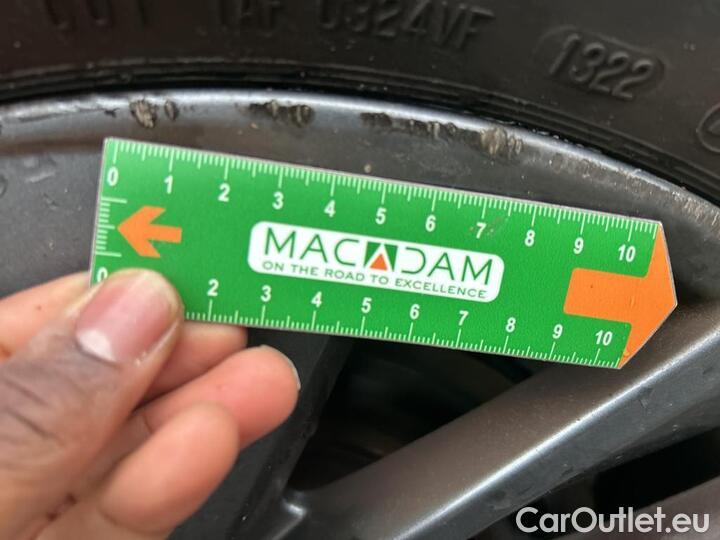 0324VF
1322
0 1 2 3 4 5 6 7 8 9 10
MACADAM
ON THE ROAD TO EXCELLENCE
0 2 3 4 5 6 7 8 9 10
CarOutlet.eu